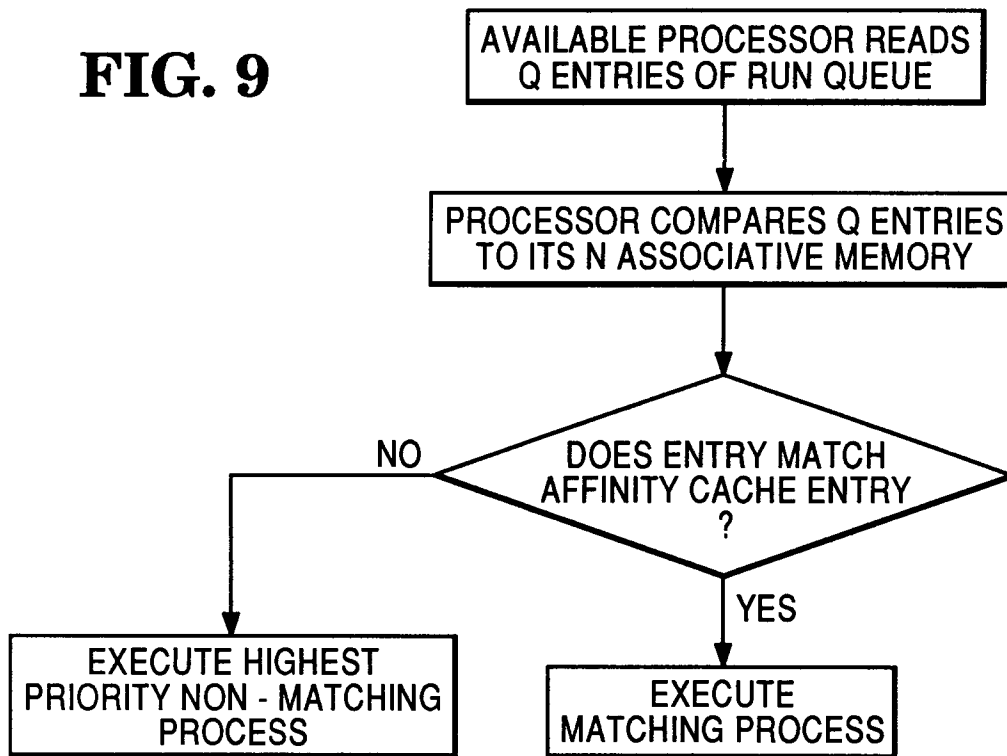 FIG. 9
AVAILABLE PROCESSOR READS
Q ENTRIES OF RUN QUEUE
PROCESSOR COMPARES Q ENTRIES
TO ITS N ASSOCIATIVE MEMORY
DOES ENTRY MATCH
AFFINITY CACHE ENTRY
?
NO
YES
EXECUTE HIGHEST
PRIORITY NON - MATCHING
PROCESS
EXECUTE
MATCHING PROCESS